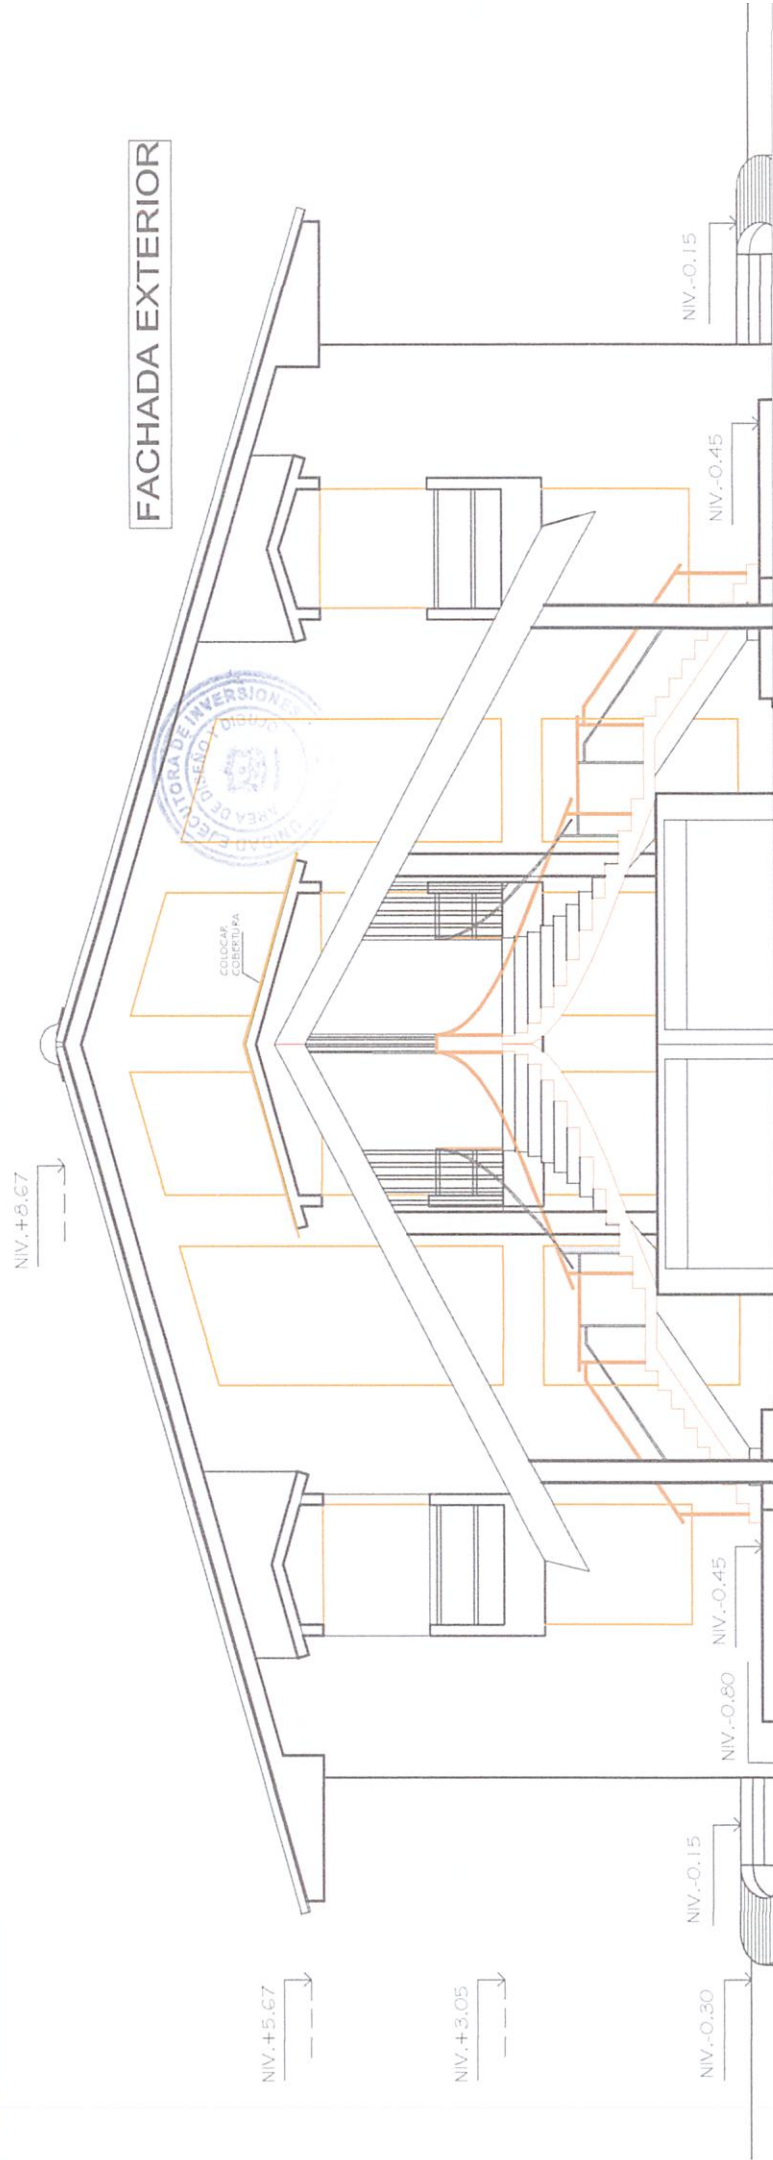 FACHADA EXTERIOR
NIV.+8.67
COLOCAR
COBERTURA
UNIDAD EJECUTORA DE INVERSIONES
AREA DE DISEÑO Y DIBUJO
NIV.+5.67
NIV.+3.05
NIV.-0.30
NIV.-0.15
NIV.-0.80
NIV.-0.45
NIV.-0.45
NIV.-0.15